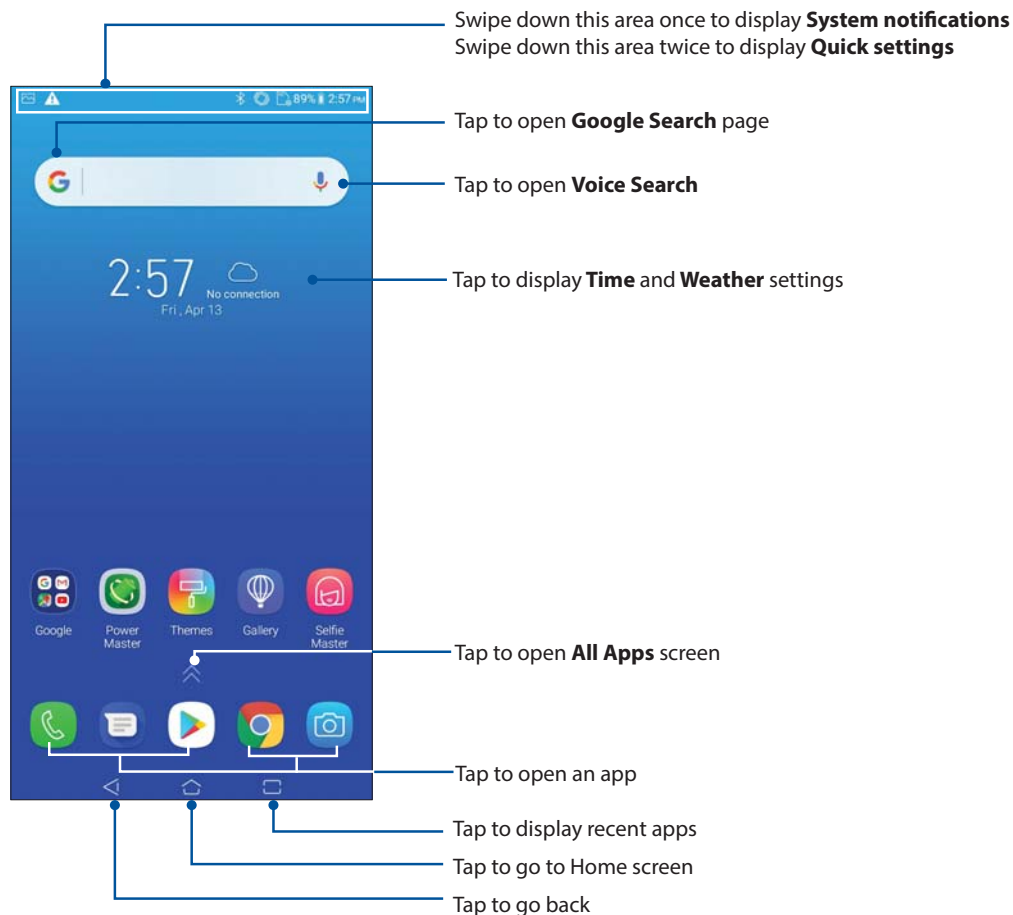 Swipe down this area once to display System notifications
Swipe down this area twice to display Quick settings
89% 2:57 PM
Tap to open Google Search page
G
Tap to open Voice Search
2:57
No connection
Fri , Apr 13
Tap to display Time and Weather settings
Google
Power Master
Themes
Gallery
Selfie Master
Tap to open All Apps screen
Tap to open an app
Tap to display recent apps
Tap to go to Home screen
Tap to go back